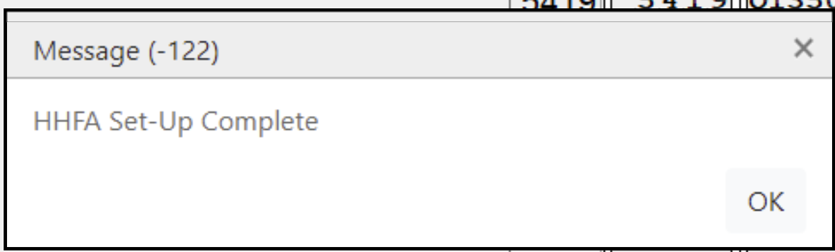 Message (-122)
HHFA Set-Up Complete
OK